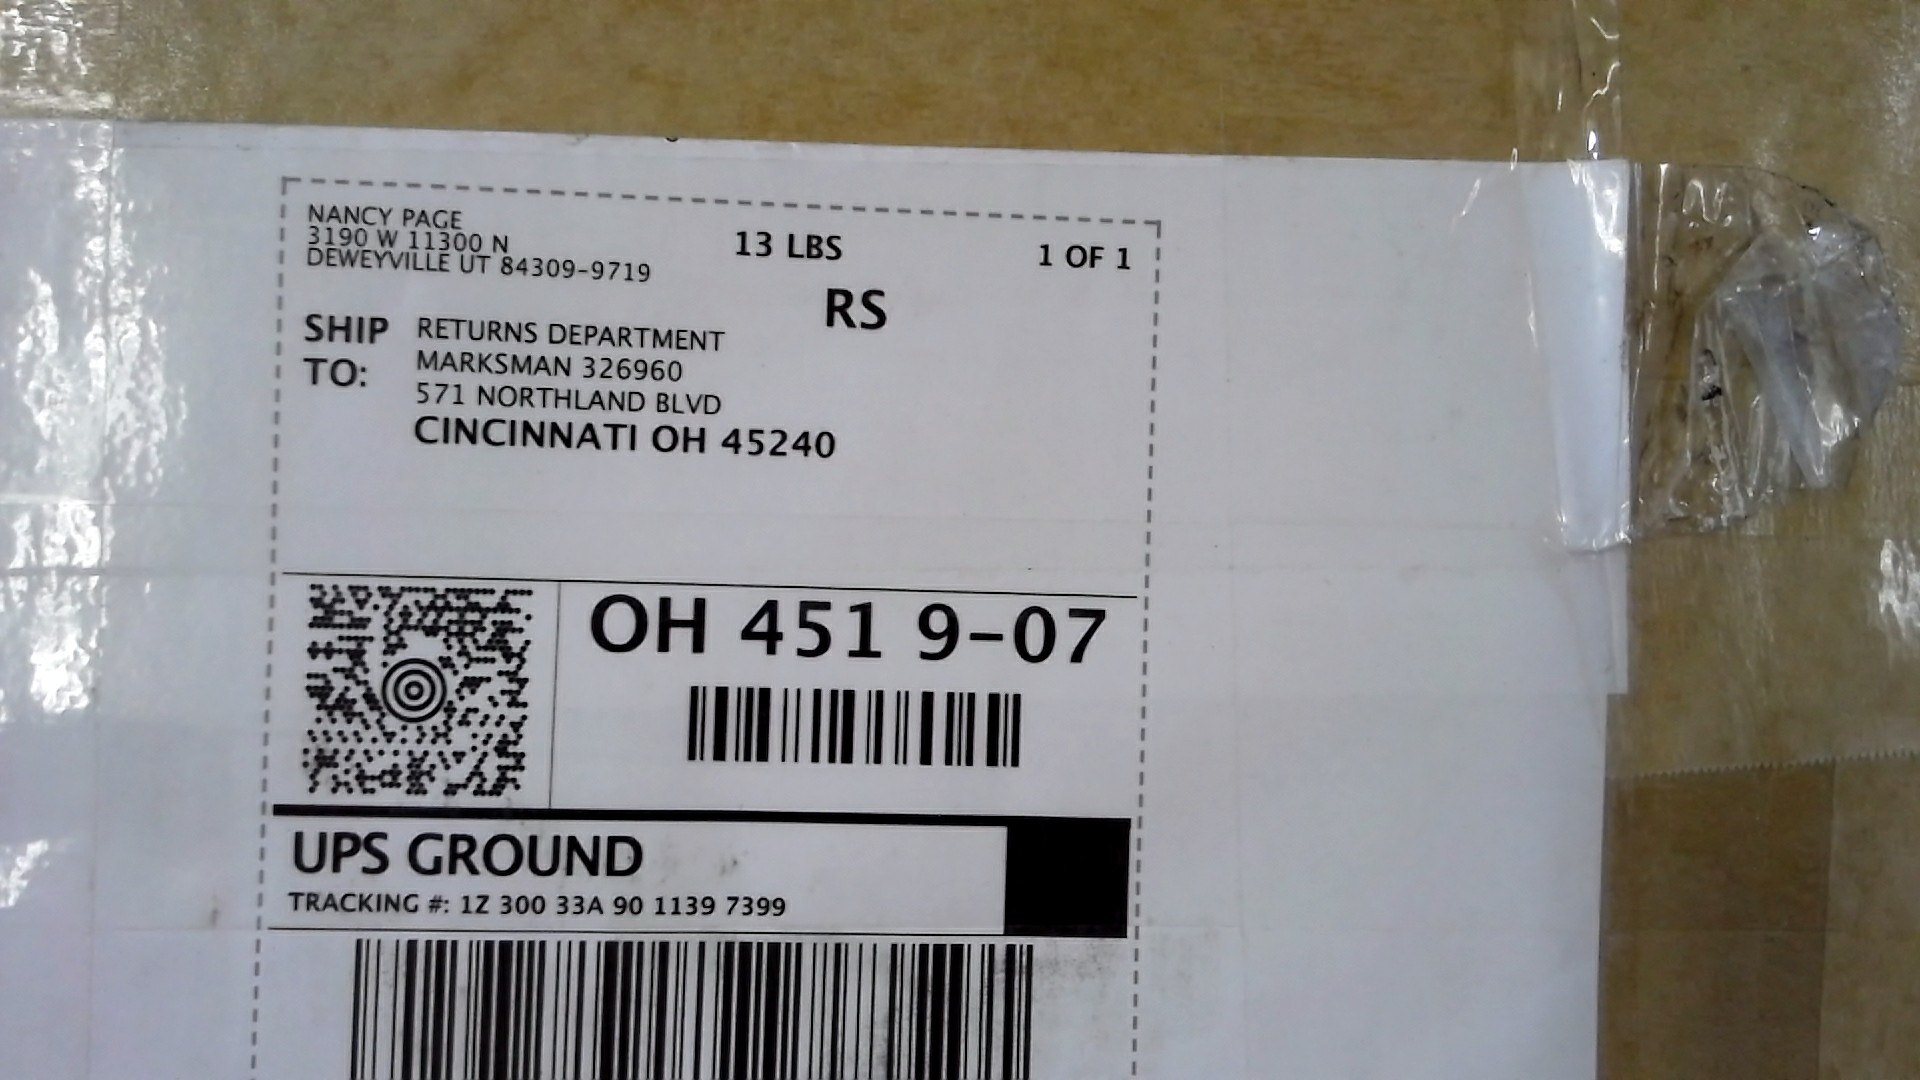 NANCY PAGE
3190 W 11300 N
DEWEYVILLE UT 84309-9719
13 LBS
1 OF 1
RS
SHIP TO:
RETURNS DEPARTMENT
MARKSMAN 326960
571 NORTHLAND BLVD
CINCINNATI OH 45240
OH 451 9-07
UPS GROUND
TRACKING #: 1Z 300 33A 90 1139 7399